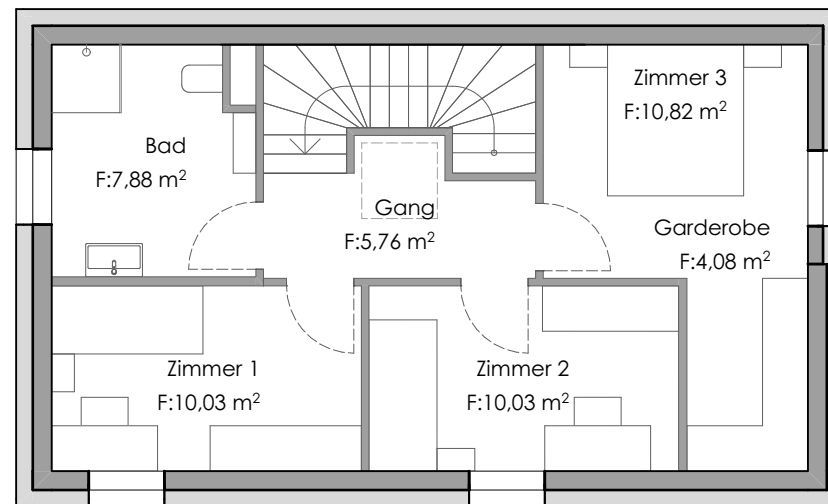 Zimmer 3
F:10,82 m²
Bad
F:7,88 m²
Gang
F:5,76 m²
Garderobe
F:4,08 m²
Zimmer 1
F:10,03 m²
Zimmer 2
F:10,03 m²